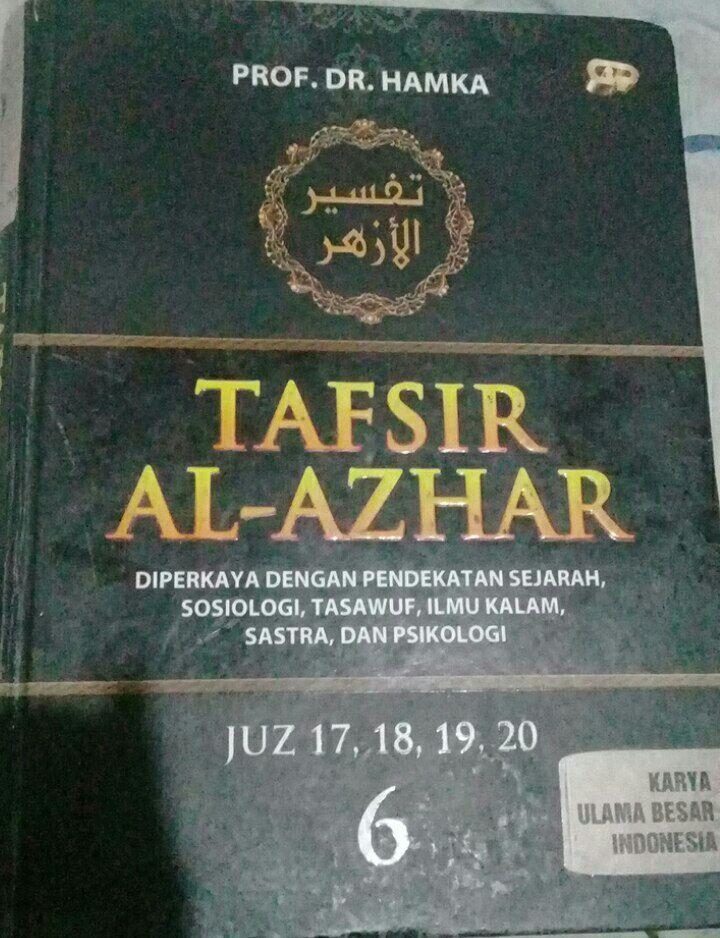 PROF. DR. HAMKA
تفسير
الأزهر
TAFSIR
AL-AZHAR
DIPERKAYA DENGAN PENDEKATAN SEJARAH,
SOSIOLOGI, TASAWUF, ILMU KALAM,
SASTRA, DAN PSIKOLOGI
JUZ 17, 18, 19, 20
6
KARYA
ULAMA BESAR
INDONESIA